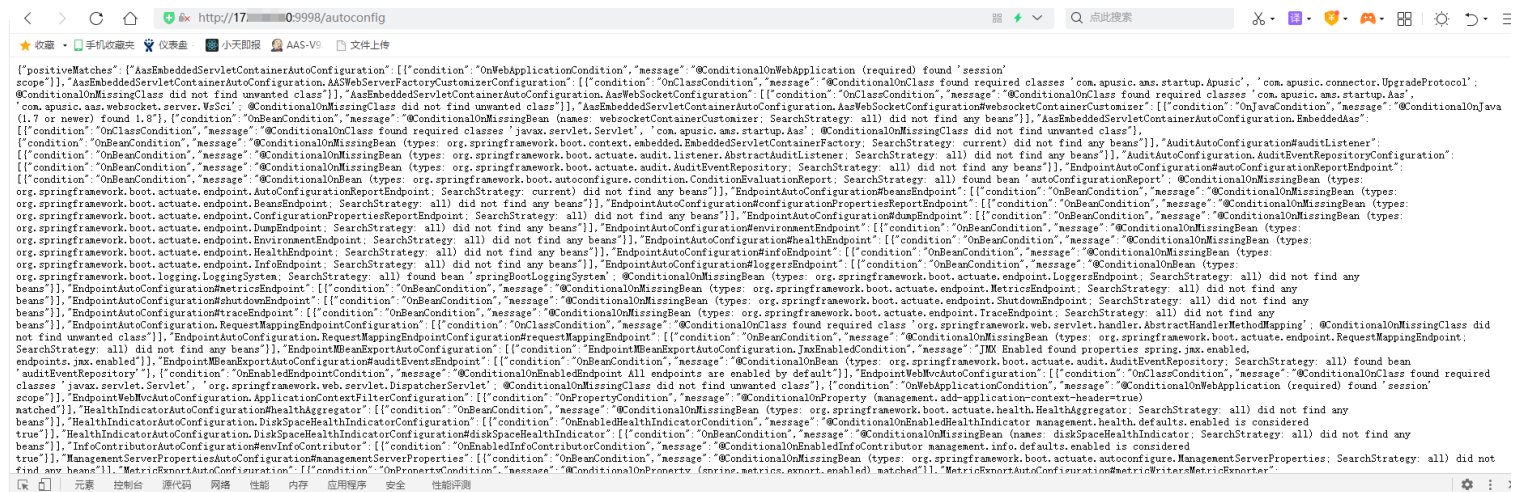 http://17 0:9998/autoconfig
点此搜索
译
收藏 手机收藏夹 仪表盘 小天即报 AAS-V9 文件上传
{"positiveMatches":{"AasEmbeddedServletContainerAutoConfiguration":[{"condition":"OnWebApplicationCondition","message":"@ConditionalOnWebApplication (required) found 'session'
scope"}],"AasEmbeddedServletContainerAutoConfiguration.AASWebServerFactoryCustomizerConfiguration":[{"condition":"OnClassCondition","message":"@ConditionalOnClass found required classes 'com.apusic.ams.startup.Apusic', 'com.apusic.connector.UpgradeProtocol';
@ConditionalOnMissingClass did not find unwanted class"}],"AasEmbeddedServletContainerAutoConfiguration.AasWebSocketConfiguration":[{"condition":"OnClassCondition","message":"@ConditionalOnClass found required classes 'com.apusic.ams.startup.Aas',
'com.apusic.aas.websocket.server.WsSci'; @ConditionalOnMissingClass did not find unwanted class"}],"AasEmbeddedServletContainerAutoConfiguration.AasWebSocketConfiguration#websocketContainerCustomizer":[{"condition":"OnJavaCondition","message":"@ConditionalOnJava
(1.7 or newer) found 1.8"},{"condition":"OnBeanCondition","message":"@ConditionalOnMissingBean (names: websocketContainerCustomizer; SearchStrategy: all) did not find any beans"}],"AasEmbeddedServletContainerAutoConfiguration.EmbeddedAas":
[{"condition":"OnClassCondition","message":"@ConditionalOnClass found required classes 'javax.servlet.Servlet', 'com.apusic.ams.startup.Aas'; @ConditionalOnMissingClass did not find unwanted class"},
{"condition":"OnBeanCondition","message":"@ConditionalOnMissingBean (types: org.springframework.boot.context.embedded.EmbeddedServletContainerFactory; SearchStrategy: current) did not find any beans"}],"AuditAutoConfiguration#auditListener":
[{"condition":"OnBeanCondition","message":"@ConditionalOnMissingBean (types: org.springframework.boot.actuate.audit.listener.AbstractAuditListener; SearchStrategy: all) did not find any beans"}],"AuditAutoConfiguration.AuditEventRepositoryConfiguration":
[{"condition":"OnBeanCondition","message":"@ConditionalOnMissingBean (types: org.springframework.boot.actuate.audit.AuditEventRepository; SearchStrategy: all) did not find any beans"}],"EndpointAutoConfiguration#autoConfigurationReportEndpoint":
[{"condition":"OnBeanCondition","message":"@ConditionalOnBean (types: org.springframework.boot.autoconfigure.condition.ConditionEvaluationReport; SearchStrategy: all) found bean 'autoConfigurationReport'; @ConditionalOnMissingBean (types:
org.springframework.boot.actuate.endpoint.AutoConfigurationReportEndpoint; SearchStrategy: current) did not find any beans"}],"EndpointAutoConfiguration#beansEndpoint":[{"condition":"OnBeanCondition","message":"@ConditionalOnMissingBean (types:
org.springframework.boot.actuate.endpoint.BeansEndpoint; SearchStrategy: all) did not find any beans"}],"EndpointAutoConfiguration#configurationPropertiesReportEndpoint":[{"condition":"OnBeanCondition","message":"@ConditionalOnMissingBean (types:
org.springframework.boot.actuate.endpoint.ConfigurationPropertiesReportEndpoint; SearchStrategy: all) did not find any beans"}],"EndpointAutoConfiguration#dumpEndpoint":[{"condition":"OnBeanCondition","message":"@ConditionalOnMissingBean (types:
org.springframework.boot.actuate.endpoint.DumpEndpoint; SearchStrategy: all) did not find any beans"}],"EndpointAutoConfiguration#environmentEndpoint":[{"condition":"OnBeanCondition","message":"@ConditionalOnMissingBean (types:
org.springframework.boot.actuate.endpoint.EnvironmentEndpoint; SearchStrategy: all) did not find any beans"}],"EndpointAutoConfiguration#healthEndpoint":[{"condition":"OnBeanCondition","message":"@ConditionalOnMissingBean (types:
org.springframework.boot.actuate.endpoint.HealthEndpoint; SearchStrategy: all) did not find any beans"}],"EndpointAutoConfiguration#infoEndpoint":[{"condition":"OnBeanCondition","message":"@ConditionalOnMissingBean (types:
org.springframework.boot.actuate.endpoint.InfoEndpoint; SearchStrategy: all) did not find any beans"}],"EndpointAutoConfiguration#loggersEndpoint":[{"condition":"OnBeanCondition","message":"@ConditionalOnBean (types:
org.springframework.boot.logging.LoggingSystem; SearchStrategy: all) found bean 'springBootLoggingSystem'; @ConditionalOnMissingBean (types: org.springframework.boot.actuate.endpoint.LoggersEndpoint; SearchStrategy: all) did not find any
beans"}],"EndpointAutoConfiguration#metricsEndpoint":[{"condition":"OnBeanCondition","message":"@ConditionalOnMissingBean (types: org.springframework.boot.actuate.endpoint.MetricsEndpoint; SearchStrategy: all) did not find any
beans"}],"EndpointAutoConfiguration#shutdownEndpoint":[{"condition":"OnBeanCondition","message":"@ConditionalOnMissingBean (types: org.springframework.boot.actuate.endpoint.ShutdownEndpoint; SearchStrategy: all) did not find any
beans"}],"EndpointAutoConfiguration#traceEndpoint":[{"condition":"OnBeanCondition","message":"@ConditionalOnMissingBean (types: org.springframework.boot.actuate.endpoint.TraceEndpoint; SearchStrategy: all) did not find any
beans"}],"EndpointAutoConfiguration.RequestMappingEndpointConfiguration":[{"condition":"OnClassCondition","message":"@ConditionalOnClass found required class 'org.springframework.web.servlet.handler.AbstractHandlerMethodMapping'; @ConditionalOnMissingClass did
not find unwanted class"}],"EndpointAutoConfiguration.RequestMappingEndpointConfiguration#requestMappingEndpoint":[{"condition":"OnBeanCondition","message":"@ConditionalOnMissingBean (types: org.springframework.boot.actuate.endpoint.RequestMappingEndpoint;
SearchStrategy: all) did not find any beans"}],"EndpointMBeanExportAutoConfiguration":[{"condition":"EndpointMBeanExportAutoConfiguration.JmxEnabledCondition","message":"JMX Enabled found properties spring.jmx.enabled,
endpoints.jmx.enabled"}],"EndpointMBeanExportAutoConfiguration#auditEventsEndpoint":[{"condition":"OnBeanCondition","message":"@ConditionalOnBean (types: org.springframework.boot.actuate.audit.AuditEventRepository; SearchStrategy: all) found bean
'auditEventRepository'"},{"condition":"OnEnabledEndpointCondition","message":"@ConditionalOnEnabledEndpoint All endpoints are enabled by default"}],"EndpointWebMvcAutoConfiguration":[{"condition":"OnClassCondition","message":"@ConditionalOnClass found required
classes 'javax.servlet.Servlet', 'org.springframework.web.servlet.DispatcherServlet'; @ConditionalOnMissingClass did not find unwanted class"},{"condition":"OnWebApplicationCondition","message":"@ConditionalOnWebApplication (required) found 'session'
scope"}],"EndpointWebMvcAutoConfiguration.ApplicationContextFilterConfiguration":[{"condition":"OnPropertyCondition","message":"@ConditionalOnProperty (management.add-application-context-header=true)
matched"}],"HealthIndicatorAutoConfiguration#healthAggregator":[{"condition":"OnBeanCondition","message":"@ConditionalOnMissingBean (types: org.springframework.boot.actuate.health.HealthAggregator; SearchStrategy: all) did not find any
beans"}],"HealthIndicatorAutoConfiguration.DiskSpaceHealthIndicatorConfiguration":[{"condition":"OnEnabledHealthIndicatorCondition","message":"@ConditionalOnEnabledHealthIndicator management.health.defaults.enabled is considered
true"}],"HealthIndicatorAutoConfiguration.DiskSpaceHealthIndicatorConfiguration#diskSpaceHealthIndicator":[{"condition":"OnBeanCondition","message":"@ConditionalOnMissingBean (names: diskSpaceHealthIndicator; SearchStrategy: all) did not find any
beans"}],"InfoContributorAutoConfiguration#envInfoContributor":[{"condition":"OnEnabledInfoContributorCondition","message":"@ConditionalOnEnabledInfoContributor management.info.defaults.enabled is considered
true"}],"ManagementServerPropertiesAutoConfiguration#managementServerProperties":[{"condition":"OnBeanCondition","message":"@ConditionalOnMissingBean (types: org.springframework.boot.actuate.autoconfigure.ManagementServerProperties; SearchStrategy: all) did not
find any beans"}],"MetricExportAutoConfiguration":[{"condition":"OnPropertyCondition","message":"@ConditionalOnProperty (spring.metrics.export.enabled) matched"}],"MetricExportAutoConfiguration#metricWritersMetricExporter":
元素 控制台 源代码 网络 性能 内存 应用程序 安全 性能评测